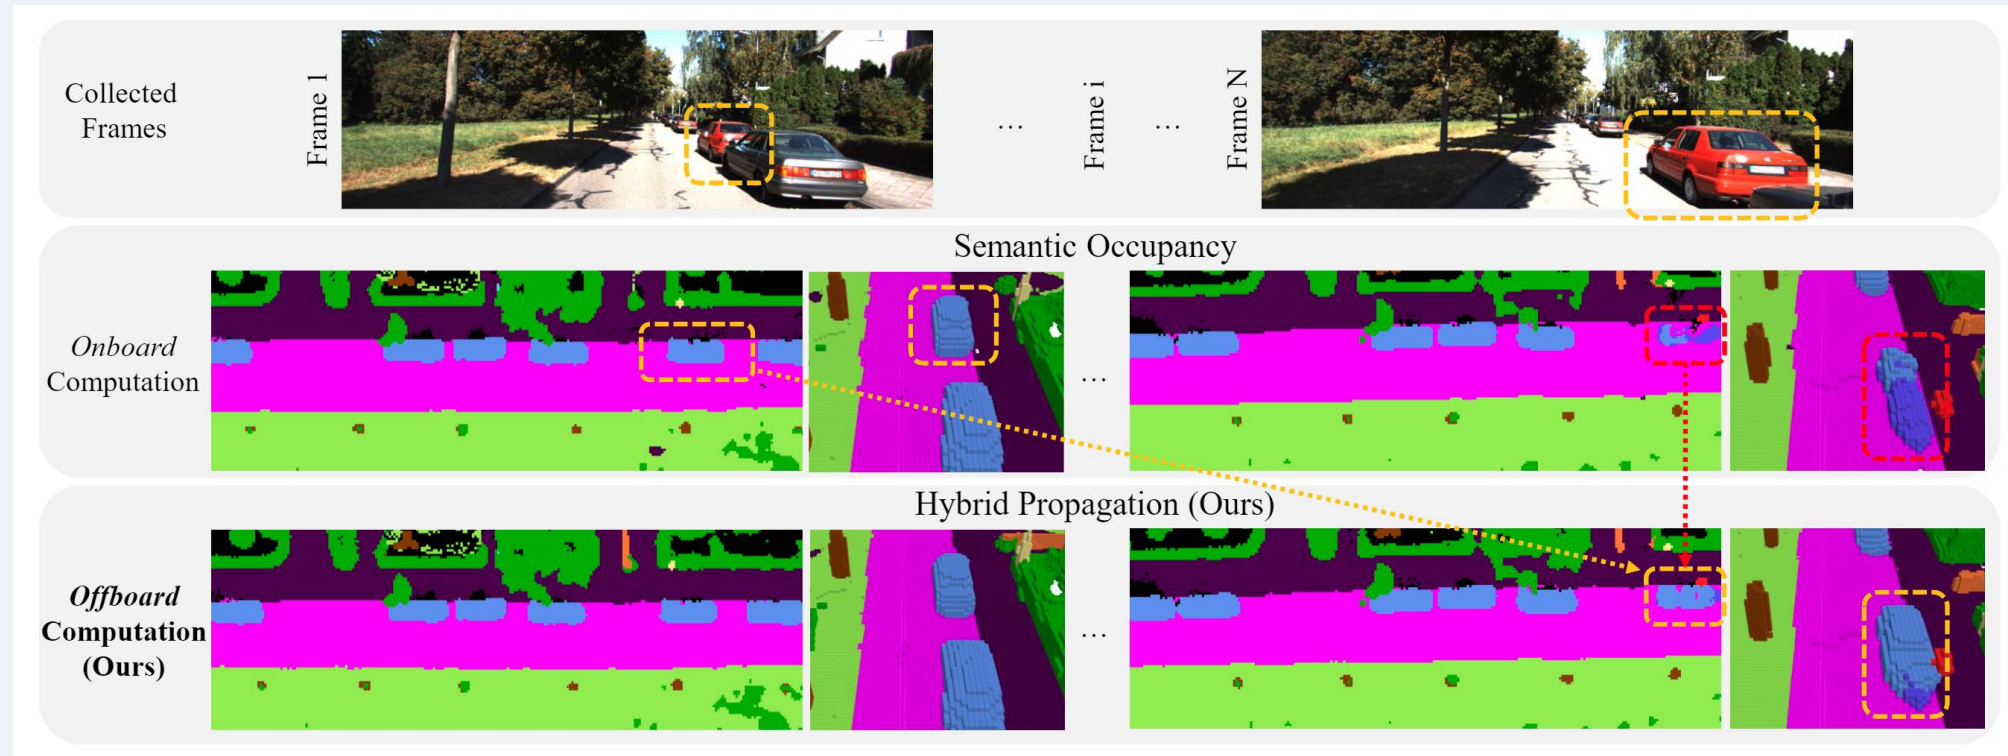 Collected
Frames
Frame 1
...
Frame i
...
Frame N
Semantic Occupancy
Onboard
Computation
...
Hybrid Propagation (Ours)
Offboard
Computation
(Ours)
...